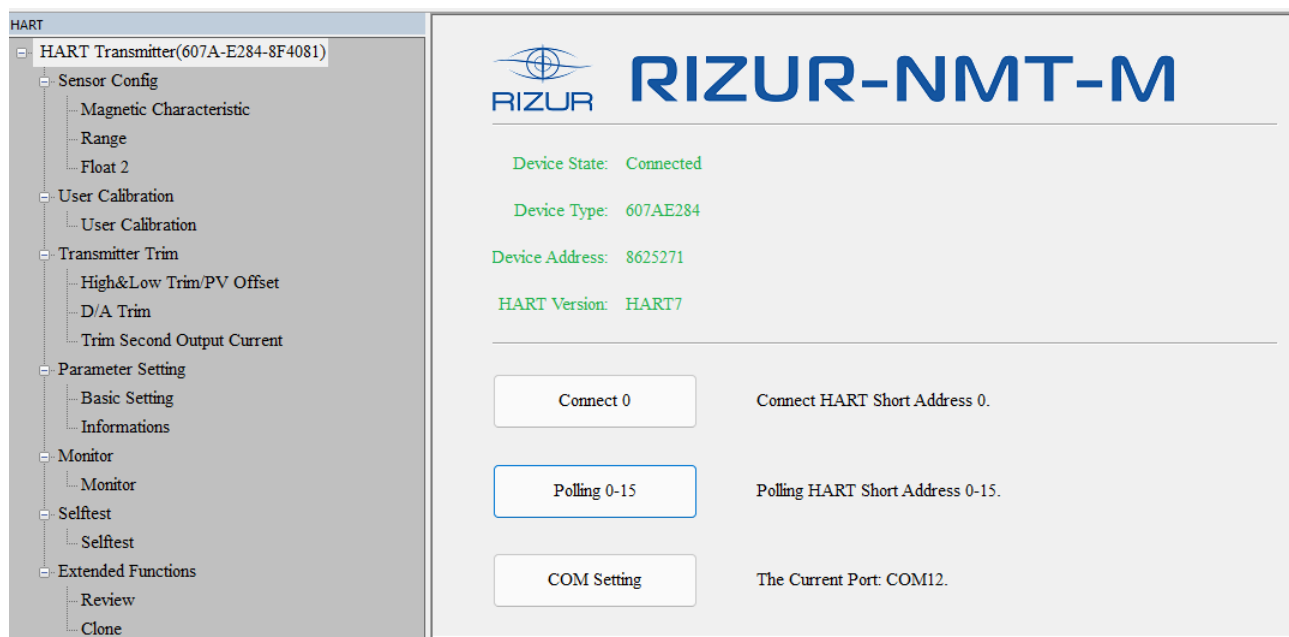 HART
HART Transmitter(607A-E284-8F4081)
Sensor Config
Magnetic Characteristic
Range
Float 2
User Calibration
User Calibration
Transmitter Trim
High&Low Trim/PV Offset
D/A Trim
Trim Second Output Current
Parameter Setting
Basic Setting
Informations
Monitor
Monitor
Selftest
Selftest
Extended Functions
Review
Clone
RIZUR
RIZUR-NMT-M
Device State: Connected
Device Type: 607AE284
Device Address: 8625271
HART Version: HART7
Connect 0 Connect HART Short Address 0.
Polling 0-15 Polling HART Short Address 0-15.
COM Setting The Current Port: COM12.